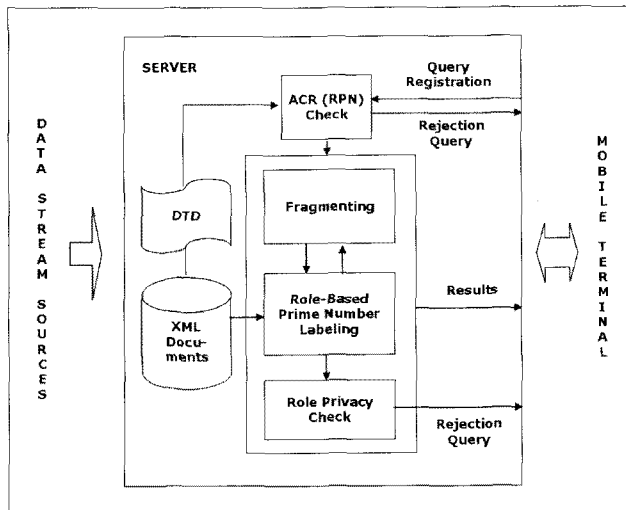 SERVER
Query
Registration
ACR (RPN)
Check
Rejection
Query
DATA STREAM SOURCES
DTD
Fragmenting
MOBILE TERMINAL
Role-Based
Prime Number
Labeling
Results
XML
Docu-
ments
Role Privacy
Check
Rejection
Query